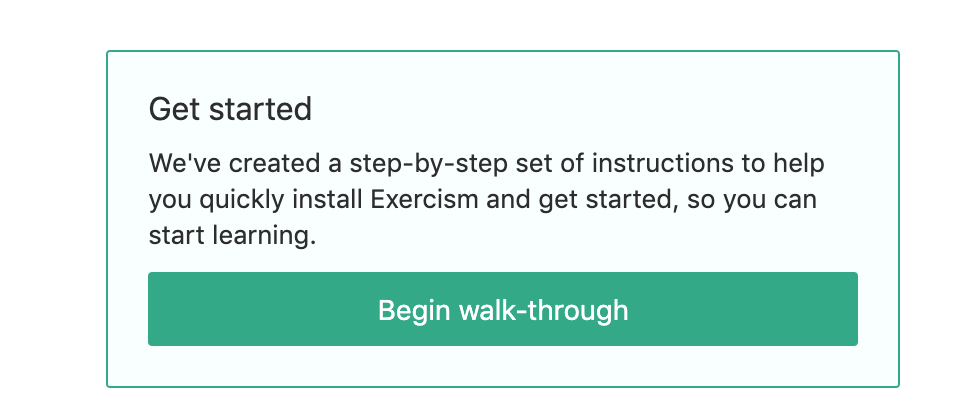 Get started
We've created a step-by-step set of instructions to help
you quickly install Exercism and get started, so you can
start learning.
Begin walk-through